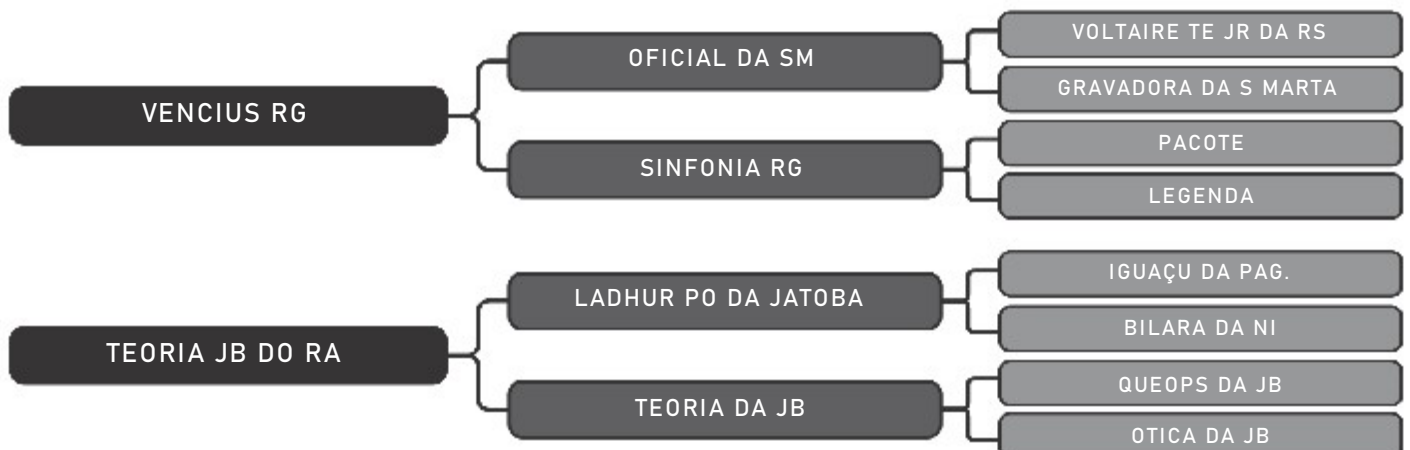 VENCIUS RG
OFICIAL DA SM
VOLTAIRE TE JR DA RS
GRAVADORA DA S MARTA
SINFONIA RG
PACOTE
LEGENDA
TEORIA JB DO RA
LADHUR PO DA JATOBA
IGUAÇU DA PAG.
BILARA DA NI
TEORIA DA JB
QUEOPS DA JB
OTICA DA JB